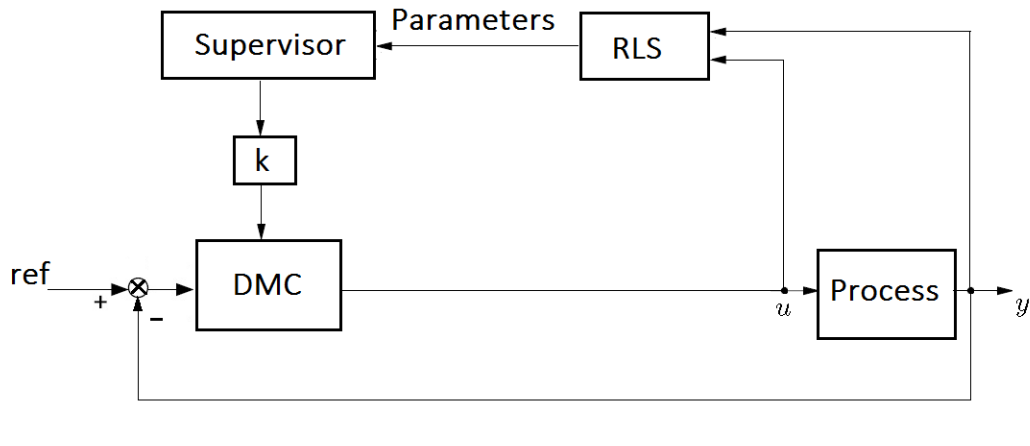 Parameters
Supervisor
RLS
k
ref
+
−
DMC
u
Process
y